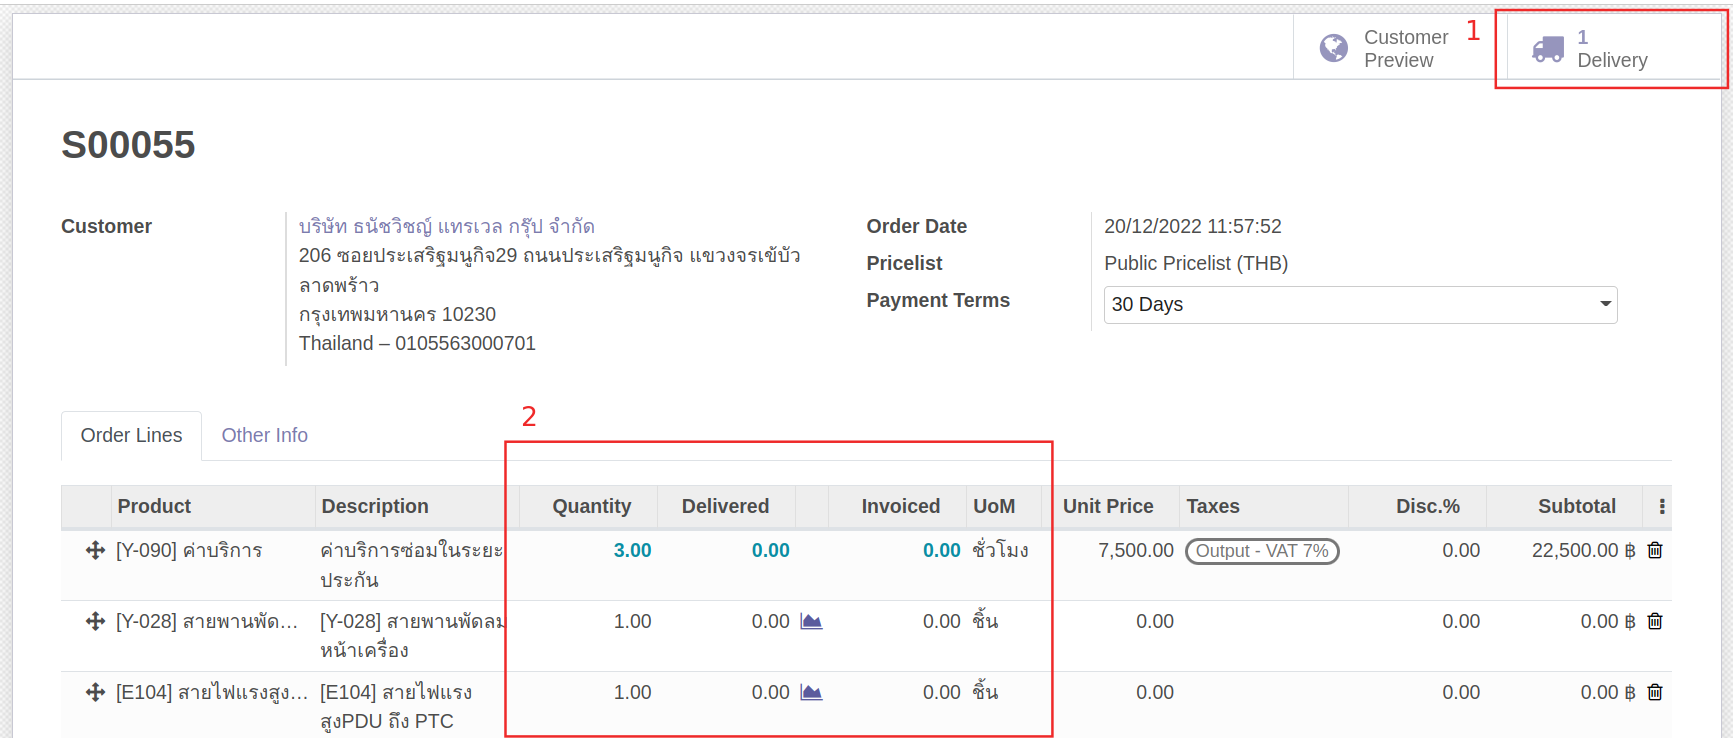 Customer
Preview
1
1
Delivery
S00055
Customer
บริษัท ธนัชวิชญ์ แทรเวล กรุ๊ป จำกัด
206 ซอยประเสริฐมนูกิจ29 ถนนประเสริฐมนูกิจ แขวงจรเข้บัว
ลาดพร้าว
กรุงเทพมหานคร 10230
Thailand – 0105563000701
Order Date 20/12/2022 11:57:52
Pricelist Public Pricelist (THB)
Payment Terms 30 Days
2
Order Lines Other Info
Product Description Quantity Delivered Invoiced UoM Unit Price Taxes Disc.% Subtotal
[Y-090] ค่าบริการ ค่าบริการซ่อมในระยะ 3.00 0.00 0.00 ชั่วโมง 7,500.00 Output - VAT 7% 0.00 22,500.00 ฿
ประกัน
[Y-028] สายพานพัด... [Y-028] สายพานพัดลม 1.00 0.00 0.00 ชิ้น 0.00 0.00 0.00 ฿
หน้าเครื่อง
[E104] สายไฟแรงสูง... [E104] สายไฟแรง 1.00 0.00 0.00 ชิ้น 0.00 0.00 0.00 ฿
สูงPDU ถึง PTC